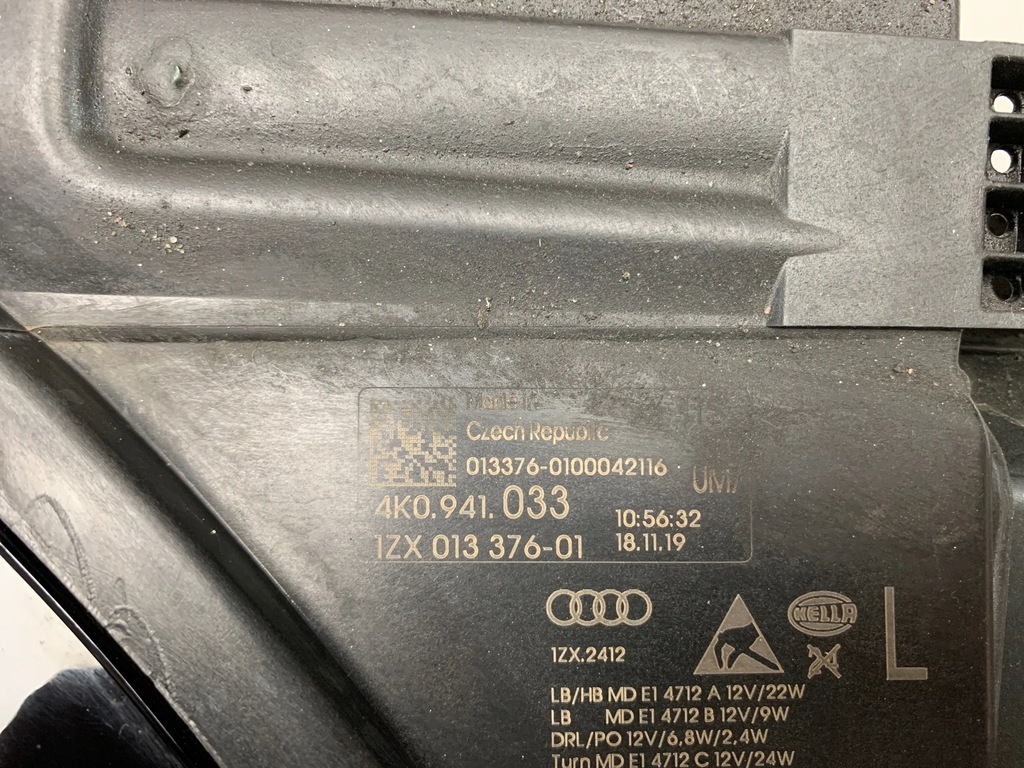 Made in
Czech Republic
013376-0100042116
4K0.941.033
10:56:32
1ZX 013 376-01
18.11.19
HELLA
L
1ZX.2412
LB/HB MD E1 4712 A 12V/22W
LB MD E1 4712 B 12V/9W
DRL/PO 12V/6,8W/2,4W
Turn MD E1 4712 C 12V/24W